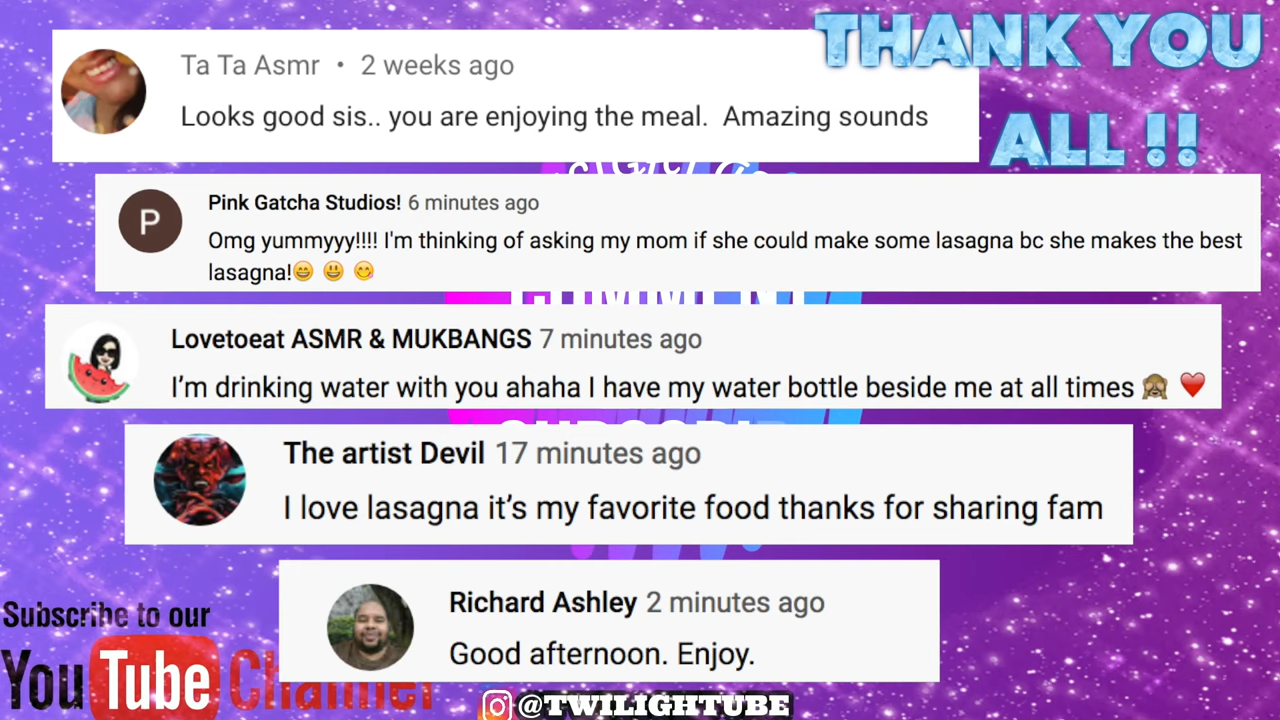 THANK YOU
ALL !!
Ta Ta Asmr • 2 weeks ago
Looks good sis.. you are enjoying the meal.  Amazing sounds
P
Pink Gatcha Studios! 6 minutes ago
Omg yummyyy!!!! I'm thinking of asking my mom if she could make some lasagna bc she makes the best
lasagna!😄 😃 😋
Lovetoeat ASMR & MUKBANGS 7 minutes ago
I’m drinking water with you ahaha I have my water bottle beside me at all times 🙈 ❤️
The artist Devil 17 minutes ago
I love lasagna it’s my favorite food thanks for sharing fam
Richard Ashley 2 minutes ago
Good afternoon. Enjoy.
Subscribe to our
YouTube Channel
@TWILIGHTUBE